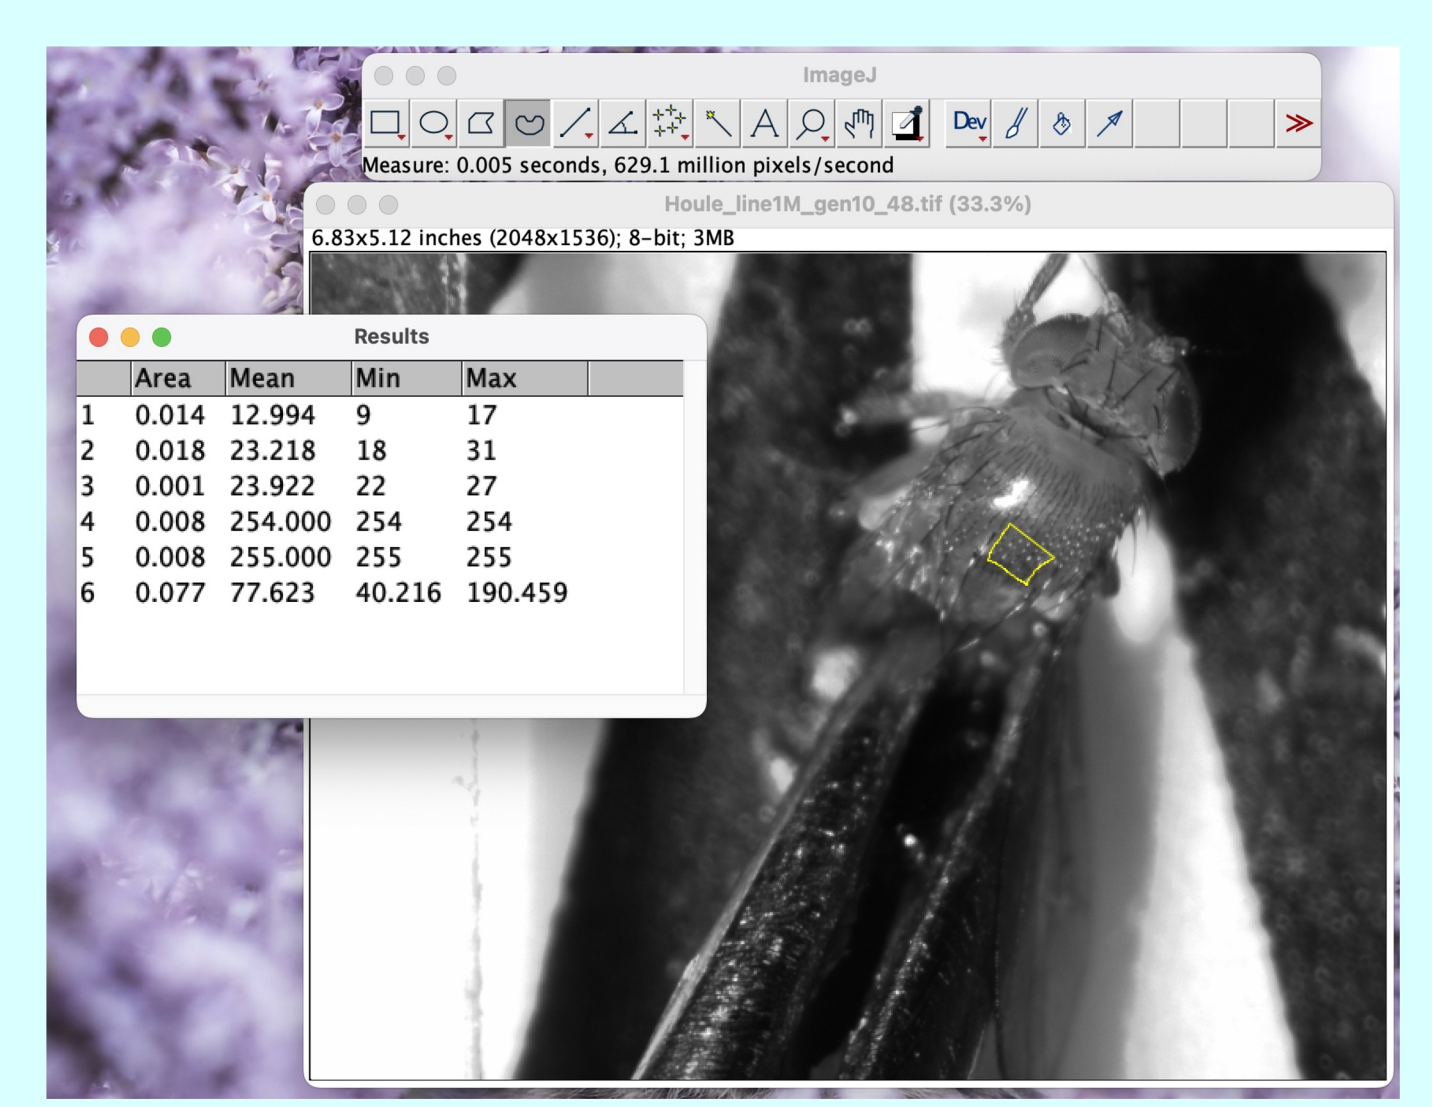 ImageJ
A Dev >>
Measure: 0.005 seconds, 629.1 million pixels/second
Houle_line1M_gen10_48.tif (33.3%)
6.83x5.12 inches (2048x1536); 8-bit; 3MB
Results
Area Mean Min Max
1 0.014 12.994 9 17
2 0.018 23.218 18 31
3 0.001 23.922 22 27
4 0.008 254.000 254 254
5 0.008 255.000 255 255
6 0.077 77.623 40.216 190.459